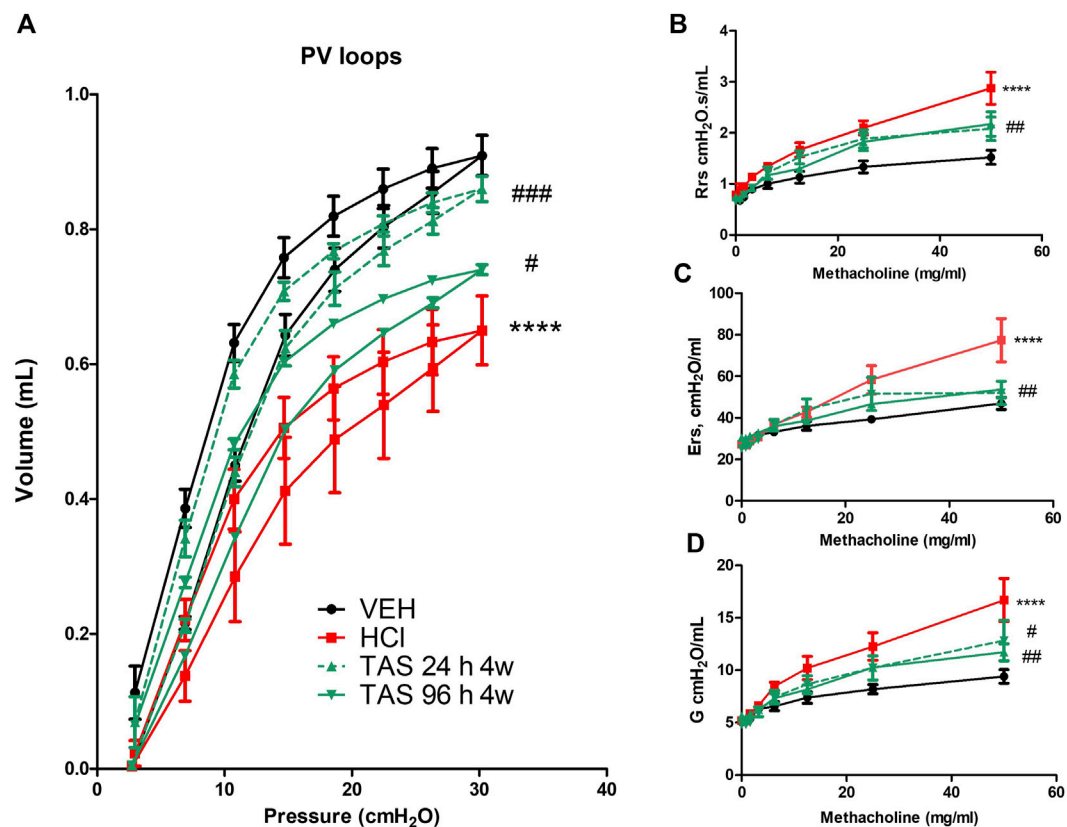 A
PV loops
1.0
0.8
0.6
0.4
0.2
0.0
Volume (mL)
###
#
****
VEH
HCl
TAS 24 h 4w
TAS 96 h 4w
0
10
20
30
40
Pressure (cmH₂O)
B
4
3
2
1
0
Rrs cmH₂O.s/mL
****
##
0
20
40
60
Methacholine (mg/ml)
C
100
80
60
40
20
0
Ers, cmH₂O/ml
****
##
0
20
40
60
Methacholine (mg/ml)
D
20
15
10
5
0
G cmH₂O/mL
****
#
##
0
20
40
60
Methacholine (mg/ml)